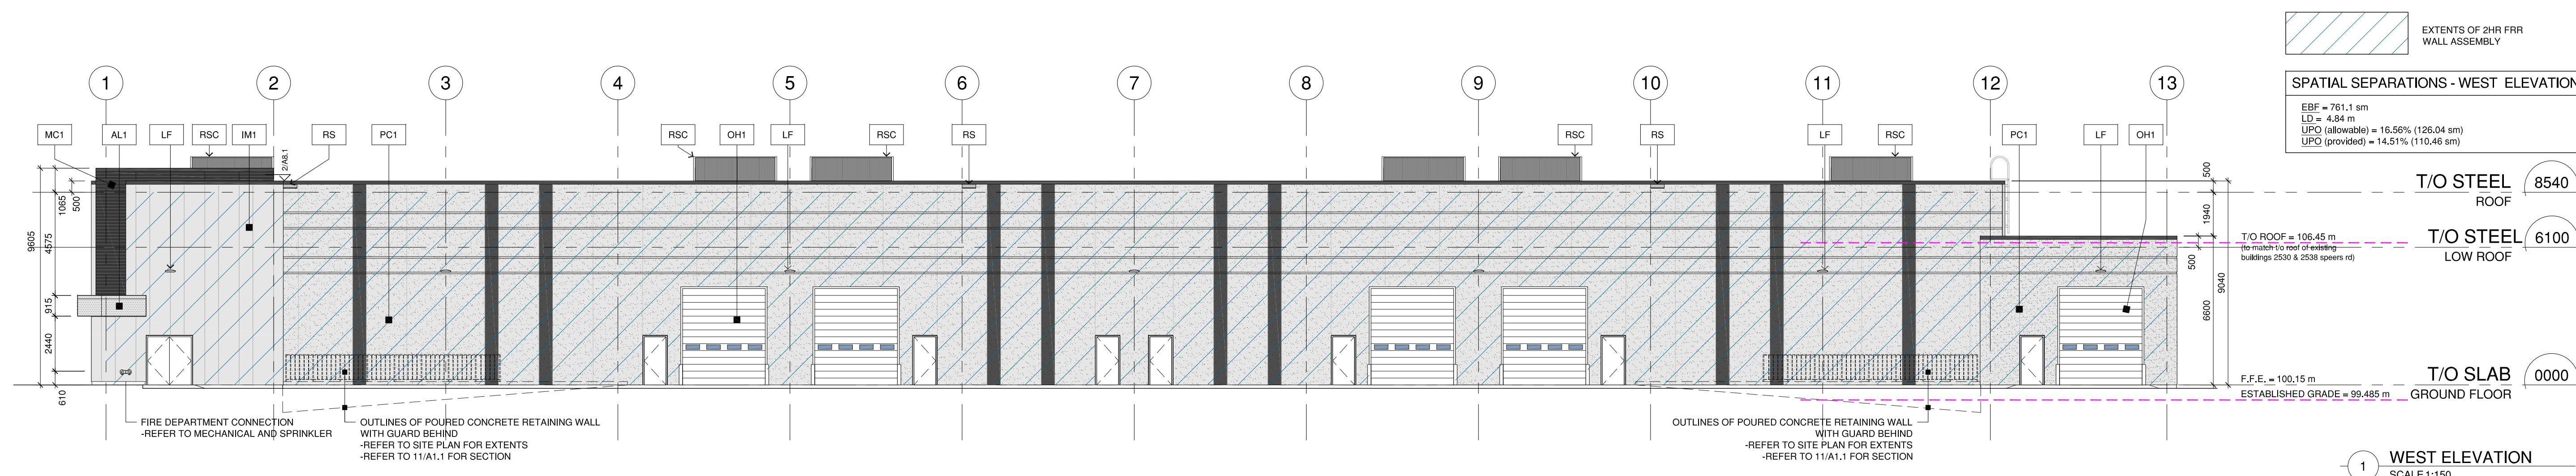 EXTENTS OF 2HR FRR
WALL ASSEMBLY
SPATIAL SEPARATIONS - WEST ELEVATION
EBF = 761.1 sm
LD = 4.84 m
UPO (allowable) = 16.56% (126.04 sm)
UPO (provided) = 14.51% (110.46 sm)
1 2 3 4 5 6 7 8 9 10 11 12 13
MC1 AL1 LF RSC IM1 RS PC1 RSC OH1 LF RSC RS RSC RS LF RSC PC1 LF OH1
2/A8.1
9605
1065
500
4575
915
2440
610
500
1940
500
6600
9040
T/O STEEL 8540
ROOF
T/O ROOF = 106.45 m
(to match t/o roof of existing
buildings 2530 & 2538 speers rd)
T/O STEEL 6100
LOW ROOF
F.F.E. = 100.15 m
T/O SLAB 0000
ESTABLISHED GRADE = 99.485 m
GROUND FLOOR
FIRE DEPARTMENT CONNECTION
-REFER TO MECHANICAL AND SPRINKLER
OUTLINES OF POURED CONCRETE RETAINING WALL
WITH GUARD BEHIND
-REFER TO SITE PLAN FOR EXTENTS
-REFER TO 11/A1.1 FOR SECTION
OUTLINES OF POURED CONCRETE RETAINING WALL
WITH GUARD BEHIND
-REFER TO SITE PLAN FOR EXTENTS
-REFER TO 11/A1.1 FOR SECTION
1 WEST ELEVATION
SCALE 1:150